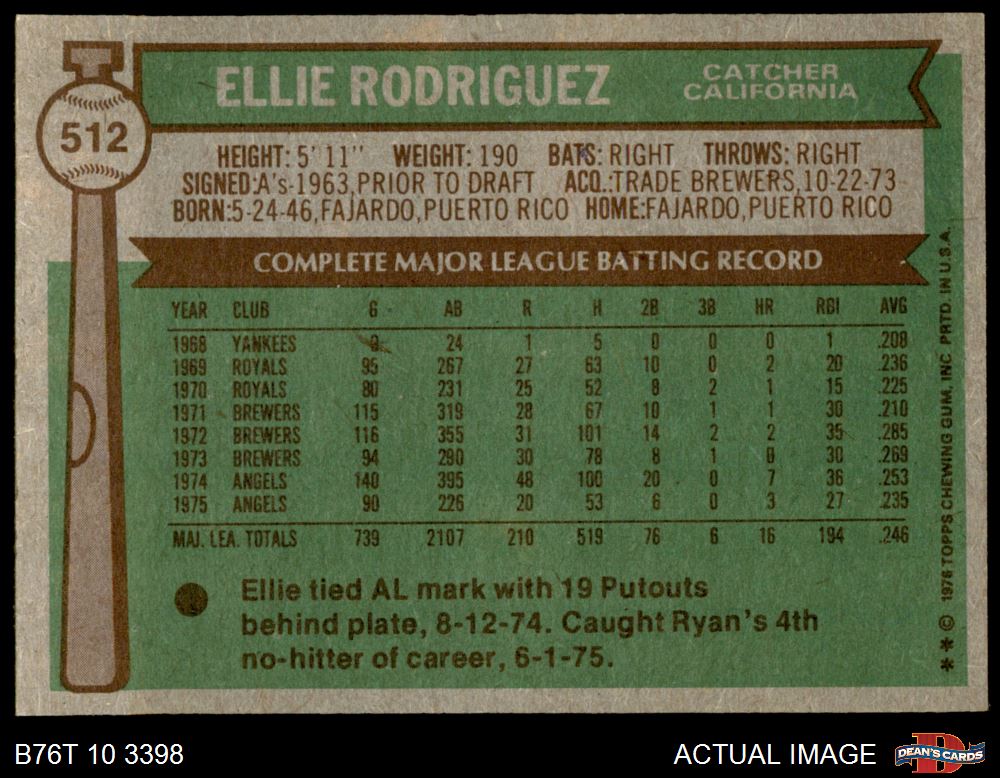 512
ELLIE RODRIGUEZ
CATCHER
CALIFORNIA
HEIGHT: 5' 11" WEIGHT: 190 BATS: RIGHT THROWS: RIGHT
SIGNED:A's-1963,PRIOR TO DRAFT ACQ.:TRADE BREWERS,10-22-73
BORN:5-24-46,FAJARDO,PUERTO RICO HOME:FAJARDO,PUERTO RICO
COMPLETE MAJOR LEAGUE BATTING RECORD
YEAR CLUB G AB R H 2B 3B HR RBI AVG
1968 YANKEES 9 24 1 5 0 0 0 1 .208
1969 ROYALS 95 267 27 63 10 0 2 20 .236
1970 ROYALS 80 231 25 52 8 2 1 15 .225
1971 BREWERS 115 319 28 67 10 1 1 30 .210
1972 BREWERS 116 355 31 101 14 2 2 35 .285
1973 BREWERS 94 290 30 78 8 1 0 30 .269
1974 ANGELS 140 395 48 100 20 0 7 36 .253
1975 ANGELS 90 226 20 53 6 0 3 27 .235
MAJ. LEA. TOTALS 739 2107 210 519 76 6 16 194 .246
Ellie tied AL mark with 19 Putouts
behind plate, 8-12-74. Caught Ryan's 4th
no-hitter of career, 6-1-75.
* * © 1976 TOPPS CHEWING GUM, INC. PRTD. IN U.S.A.
B76T 10 3398
ACTUAL IMAGE
DEAN'S CARDS